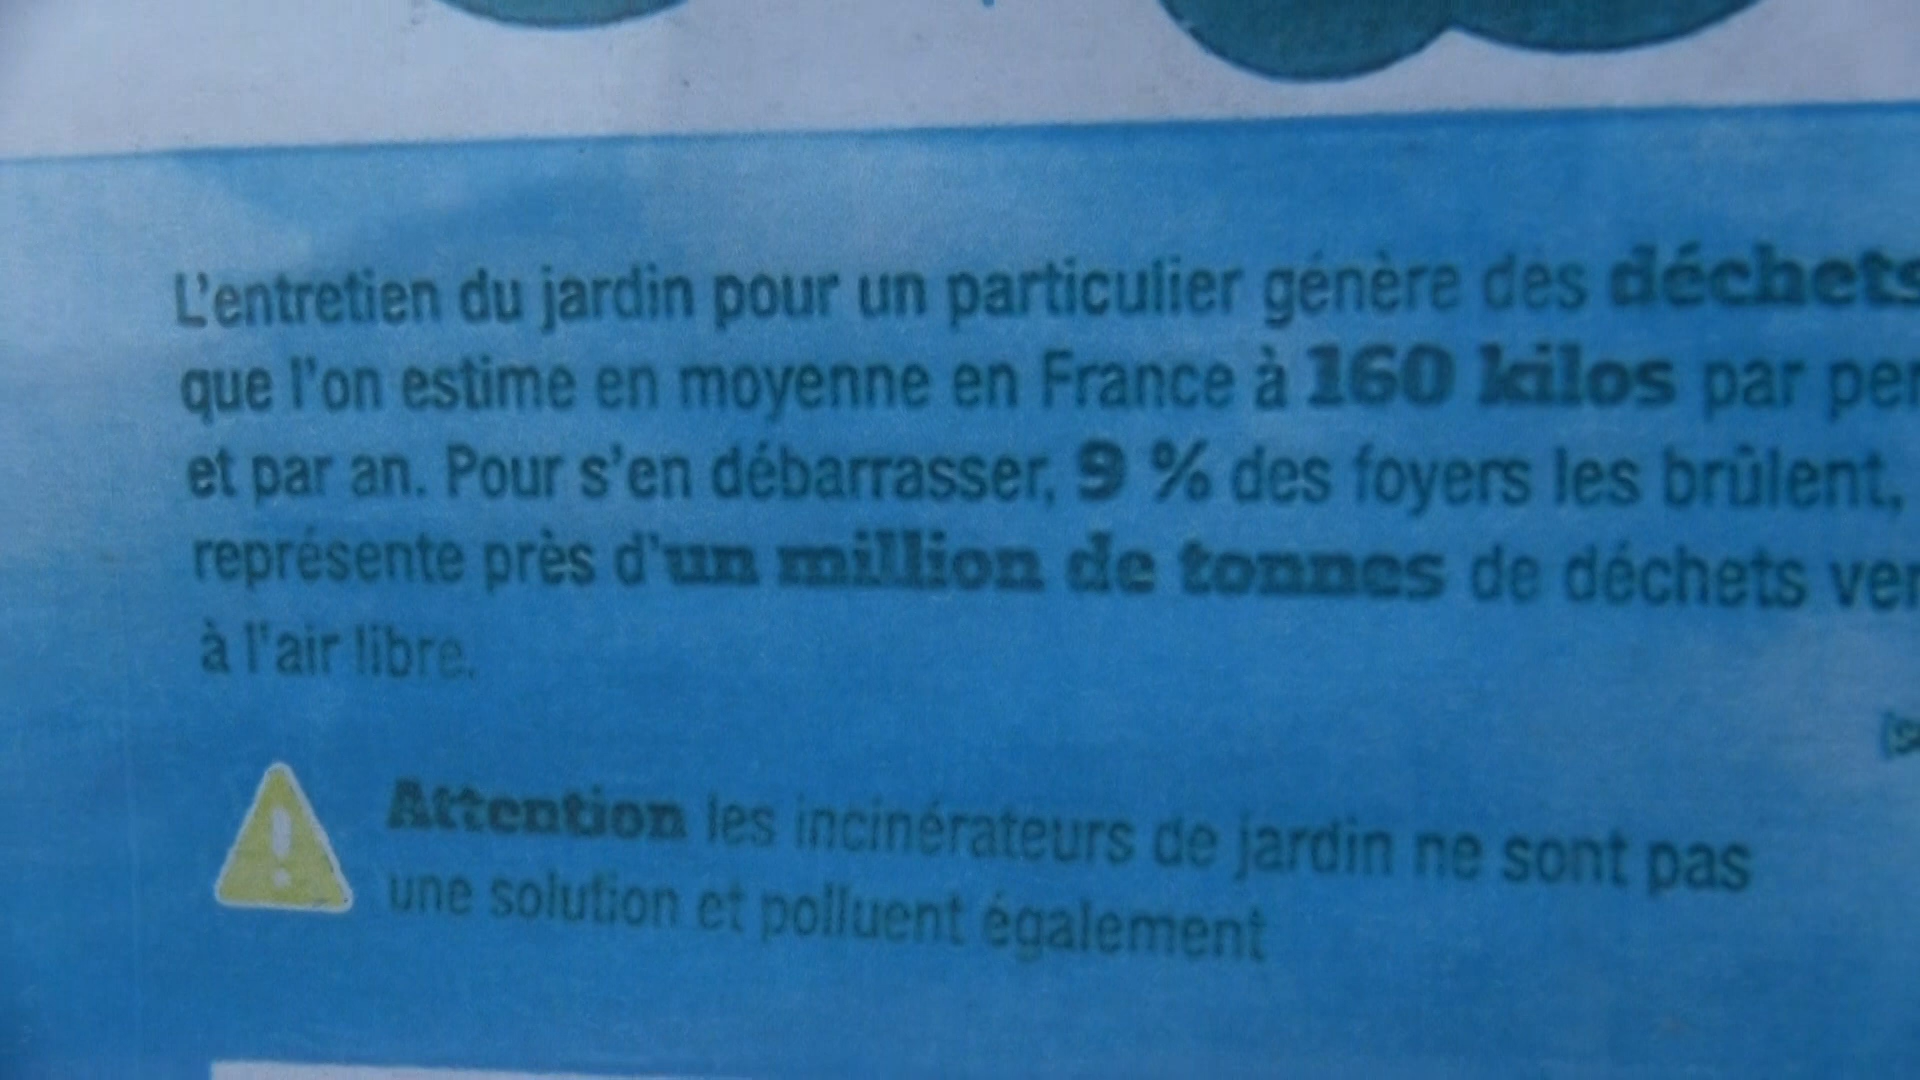 L'entretien du jardin pour un particulier génère des déchets
que l'on estime en moyenne en France à 160 kilos par per
et par an. Pour s'en débarrasser, 9 % des foyers les brûlent,
représente près d'un million de tonnes de déchets ver
à l'air libre.
Attention les incinérateurs de jardin ne sont pas
une solution et polluent également